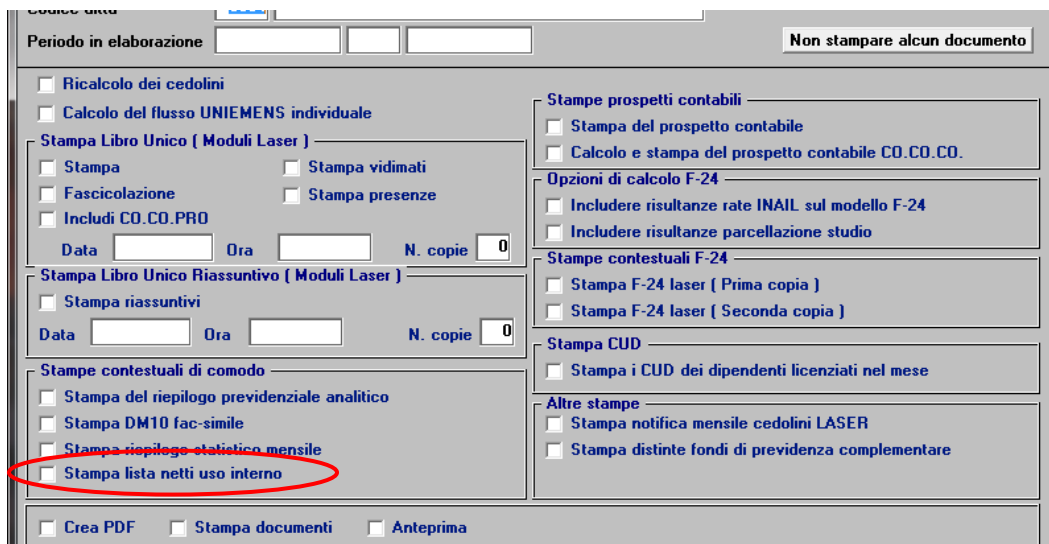 Codice ditta
Periodo in elaborazione
Non stampare alcun documento
Ricalcolo dei cedolini
Calcolo del flusso UNIEMENS individuale
Stampa Libro Unico ( Moduli Laser )
Stampa Stampa vidimati
Fascicolazione Stampa presenze
Includi CO.CO.PRO
Data Ora N. copie 0
Stampa Libro Unico Riassuntivo ( Moduli Laser )
Stampa riassuntivi
Data Ora N. copie 0
Stampe contestuali di comodo
Stampa del riepilogo previdenziale analitico
Stampa DM10 fac-simile
Stampa riepilogo statistico mensile
Stampa lista netti uso interno
Stampe prospetti contabili
Stampa del prospetto contabile
Calcolo e stampa del prospetto contabile CO.CO.CO.
Opzioni di calcolo F-24
Includere risultanze rate INAIL sul modello F-24
Includere risultanze parcellazione studio
Stampe contestuali F-24
Stampa F-24 laser ( Prima copia )
Stampa F-24 laser ( Seconda copia )
Stampa CUD
Stampa i CUD dei dipendenti licenziati nel mese
Altre stampe
Stampa notifica mensile cedolini LASER
Stampa distinte fondi di previdenza complementare
Crea PDF Stampa documenti Anteprima